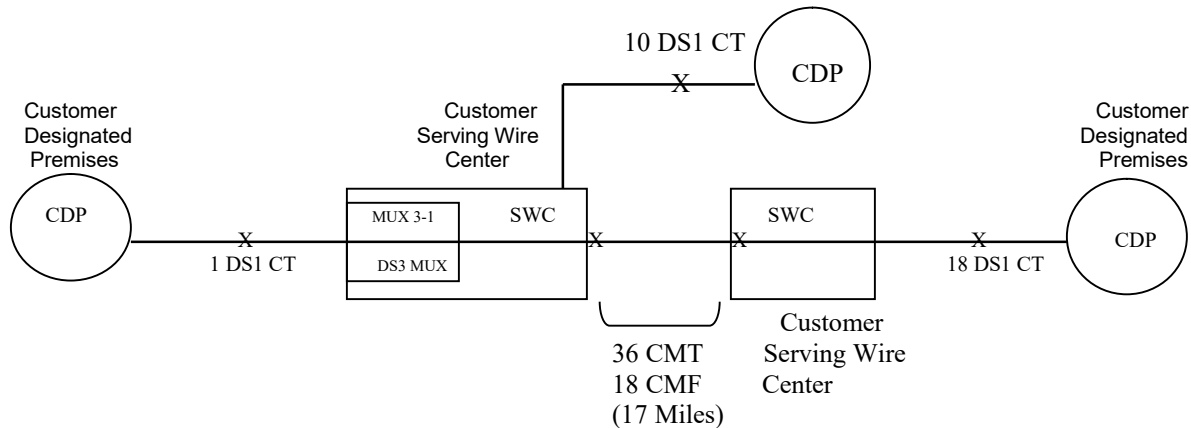 10 DS1 CT
CDP
X
Customer
Designated
Premises
Customer
Serving Wire
Center
Customer
Designated
Premises
CDP
MUX 3-1
SWC
SWC
CDP
X
X
X
X
1 DS1 CT
DS3 MUX
18 DS1 CT
36 CMT
18 CMF
(17 Miles)
Customer
Serving Wire
Center